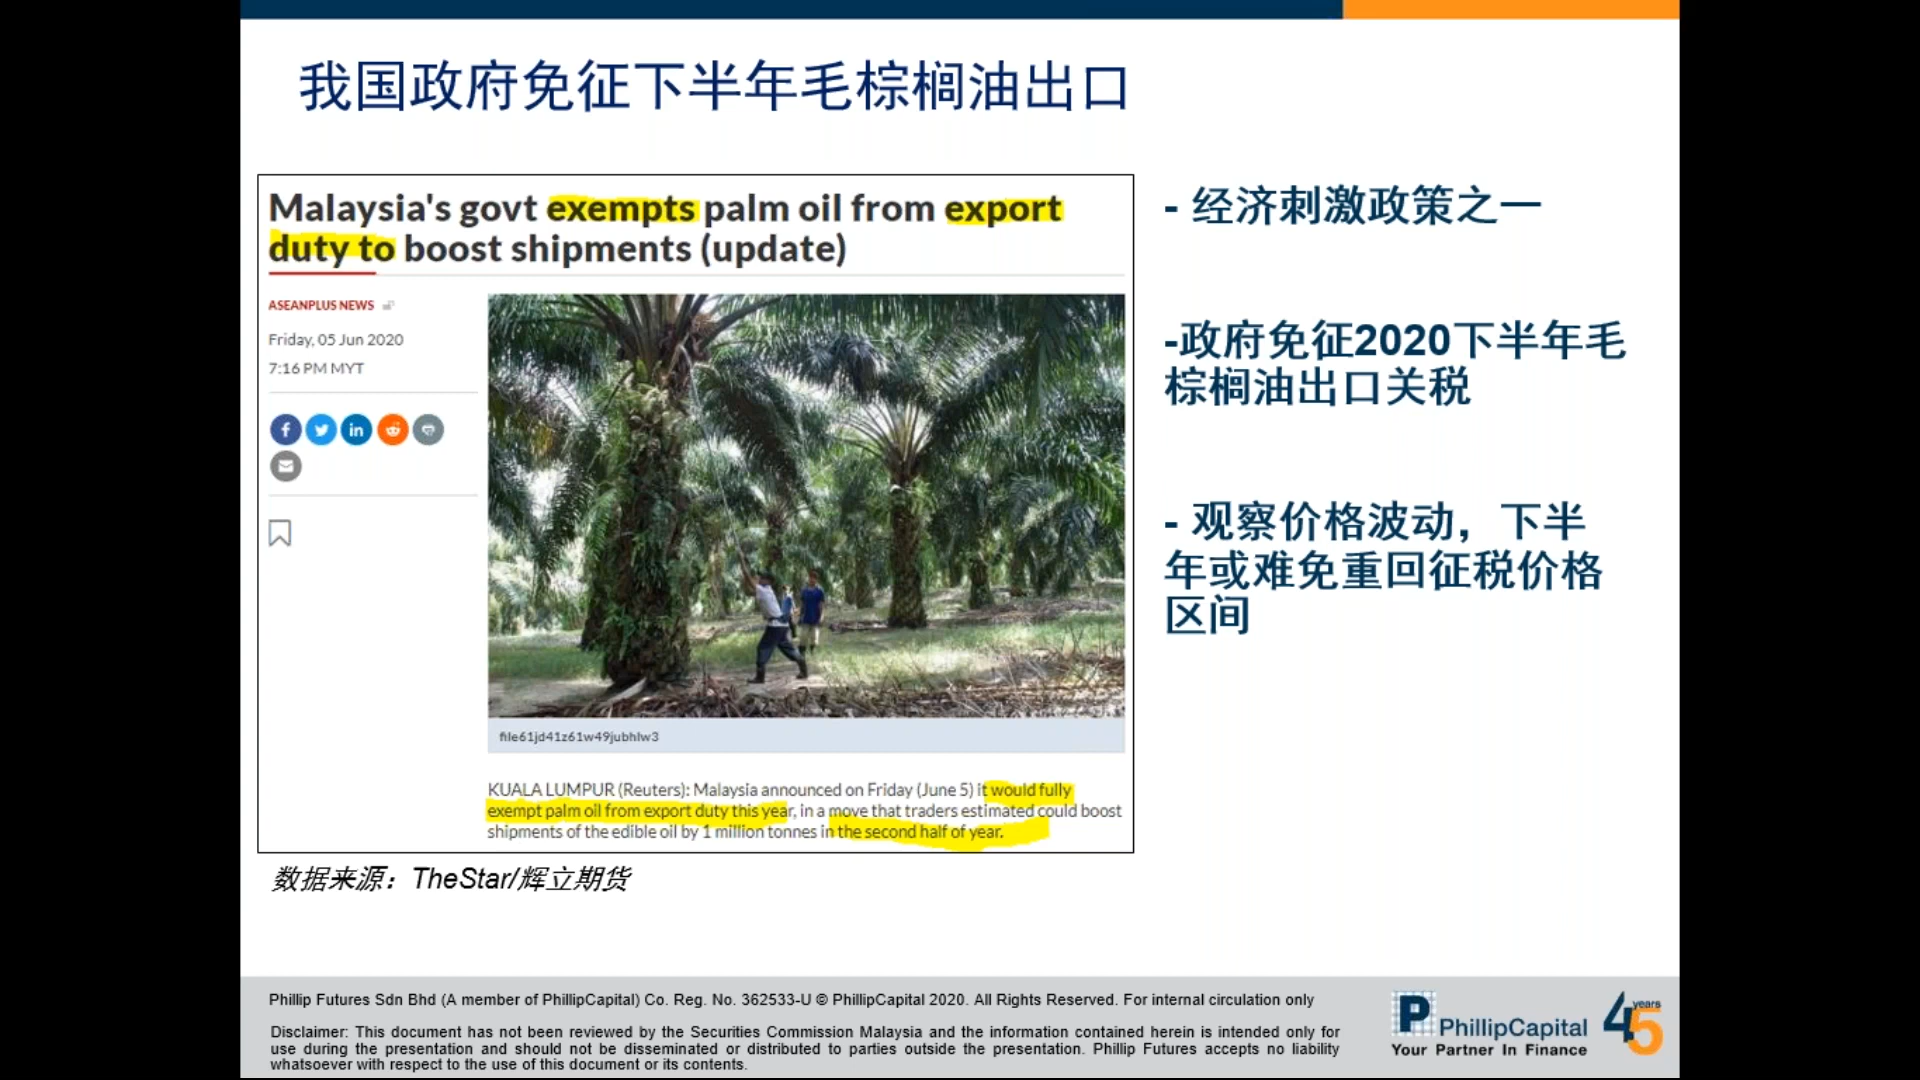 我国政府免征下半年毛棕榈油出口
Malaysia's govt exempts palm oil from export
duty to boost shipments (update)
ASEANPLUS NEWS
Friday, 05 Jun 2020
7:16 PM MYT
file61jd41z61w49jubhlw3
KUALA LUMPUR (Reuters): Malaysia announced on Friday (June 5) it would fully
exempt palm oil from export duty this year, in a move that traders estimated could boost
shipments of the edible oil by 1 million tonnes in the second half of year.
数据来源：TheStar/辉立期货
- 经济刺激政策之一
-政府免征2020下半年毛
棕榈油出口关税
- 观察价格波动，下半
年或难免重回征税价格
区间
Phillip Futures Sdn Bhd (A member of PhillipCapital) Co. Reg. No. 362533-U © PhillipCapital 2020. All Rights Reserved. For internal circulation only
Disclaimer: This document has not been reviewed by the Securities Commission Malaysia and the information contained herein is intended only for
use during the presentation and should not be disseminated or distributed to parties outside the presentation. Phillip Futures accepts no liability
whatsoever with respect to the use of this document or its contents.
PhillipCapital
Your Partner In Finance
45 years